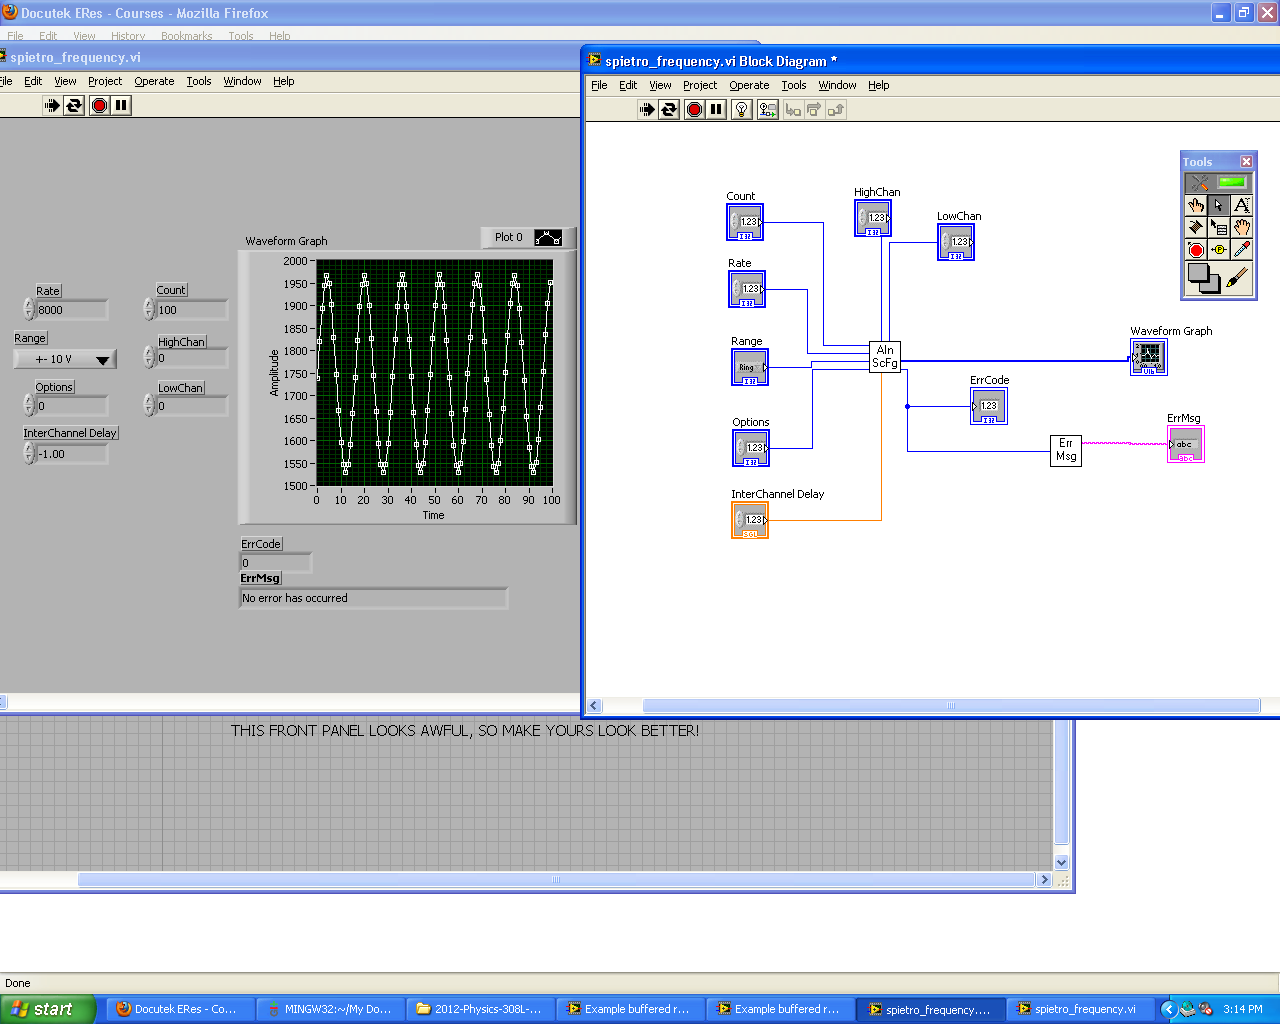 Docutek ERes - Courses - Mozilla Firefox
File Edit View History Bookmarks Tools Help
spietro_frequency.vi
File Edit View Project Operate Tools Window Help
Waveform Graph
Plot 0
2000
1950
1900
1850
1800
1750
1700
1650
1600
1550
1500
Amplitude
0 10 20 30 40 50 60 70 80 90 100
Time
Rate
8000
Count
100
Range
+- 10 V
HighChan
0
Options
0
LowChan
0
InterChannel Delay
-1.00
ErrCode
0
ErrMsg
No error has occurred
spietro_frequency.vi Block Diagram *
File Edit View Project Operate Tools Window Help
Tools
Count
1.23
I32
HighChan
1.23
I32
LowChan
1.23
I32
Rate
1.23
I32
Range
Ring
I32
AIn
ScFg
Waveform Graph
U16
ErrCode
1.23
I32
Options
1.23
I32
Err
Msg
ErrMsg
abc
abc
InterChannel Delay
1.23
SGL
THIS FRONT PANEL LOOKS AWFUL, SO MAKE YOURS LOOK BETTER!
Done
start
Docutek ERes - Co...
MINGW32:~/My Do...
2012-Physics-308L-...
Example buffered r...
Example buffered r...
spietro_frequency....
spietro_frequency.vi
3:14 PM